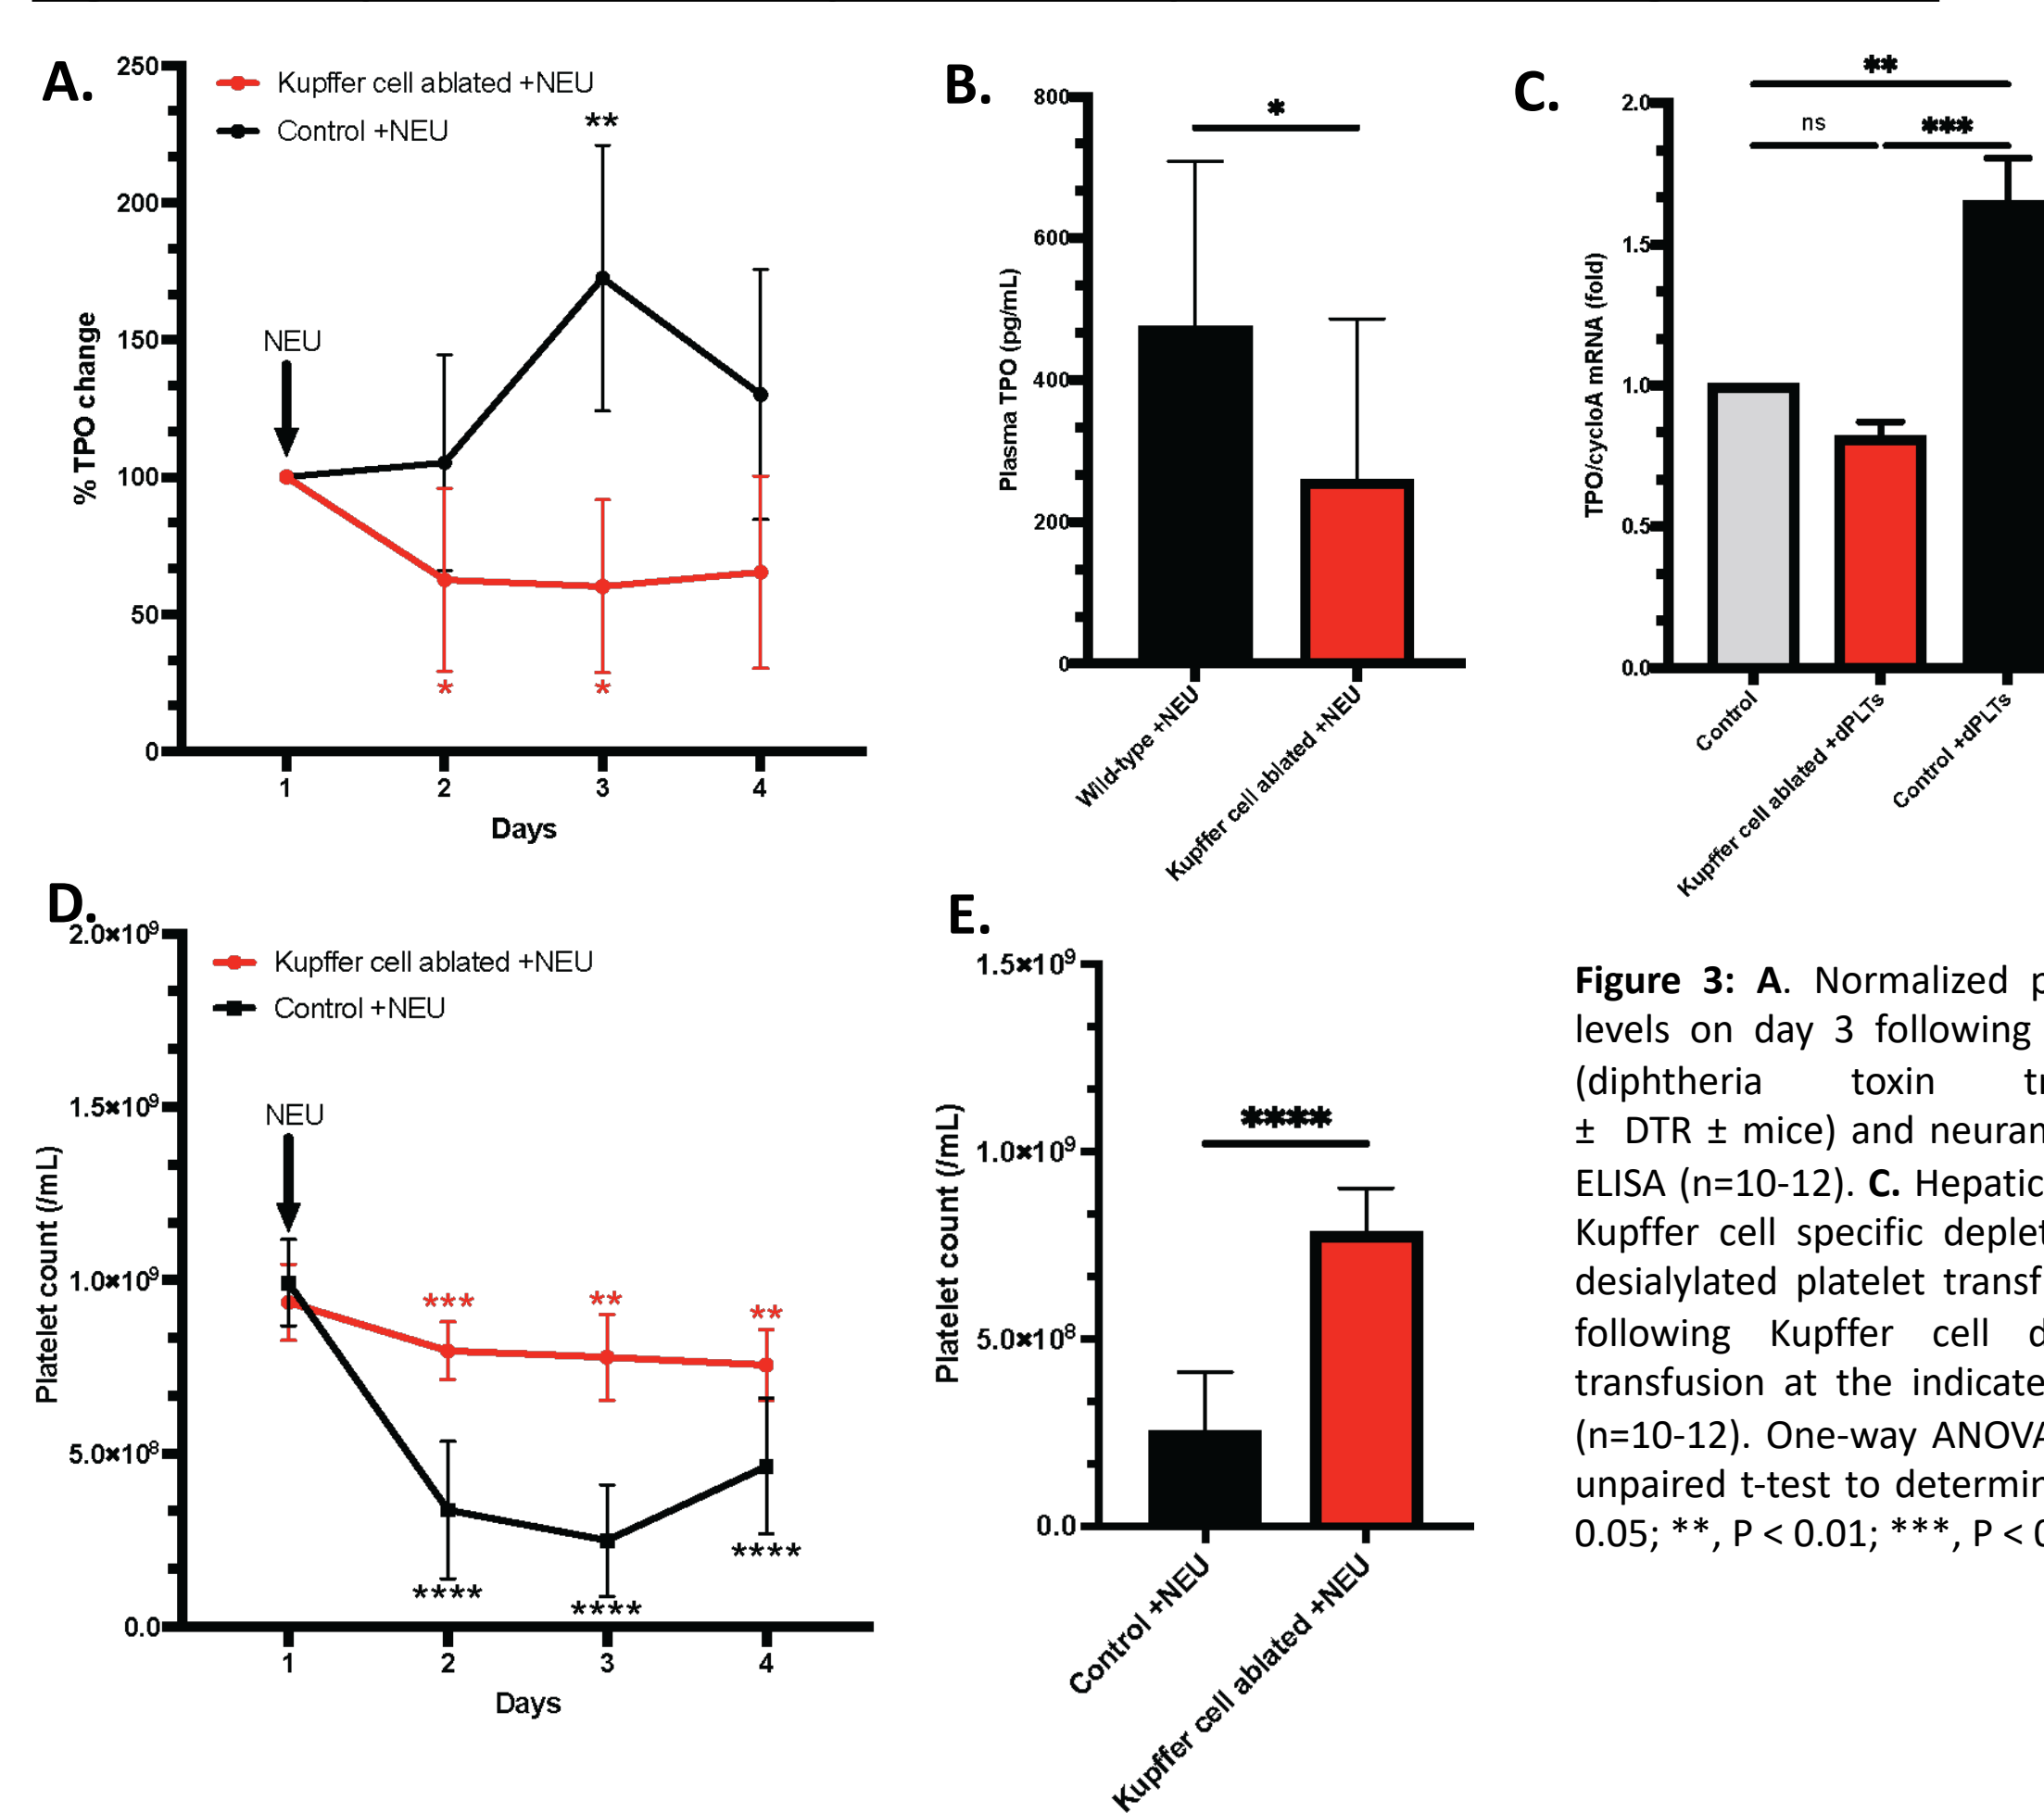 A.
250
200
150
100
50
0
% TPO change
Kupffer cell ablated +NEU
Control +NEU
**
NEU
*
*
1 2 3 4
Days
B.
800
600
400
200
0
Plasma TPO (pg/mL)
*
Wild-type +NEU
Kupffer cell ablated +NEU
C.
2.0
1.5
1.0
0.5
0.0
TPO/cycloA mRNA (fold)
**
ns
***
Control
Kupffer cell ablated +dPLTs
Control +dPLTs
D.
2.0×10⁹
1.5×10⁹
1.0×10⁹
5.0×10⁸
0.0
Platelet count (/mL)
Kupffer cell ablated +NEU
Control +NEU
NEU
***
**
**
****
****
****
1 2 3 4
Days
E.
1.5×10⁹
1.0×10⁹
5.0×10⁸
0.0
Platelet count (/mL)
****
Control +NEU
Kupffer cell ablated +NEU
Figure 3: A. Normalized
levels on day 3 following
(diphtheria toxin
± DTR ± mice) and
ELISA (n=10-12). C. Hepatic
Kupffer cell specific
desialylated platelet
following Kupffer cell
transfusion at the
(n=10-12). One-way ANOVA
unpaired t-test to
0.05; **, P < 0.01; ***, P <